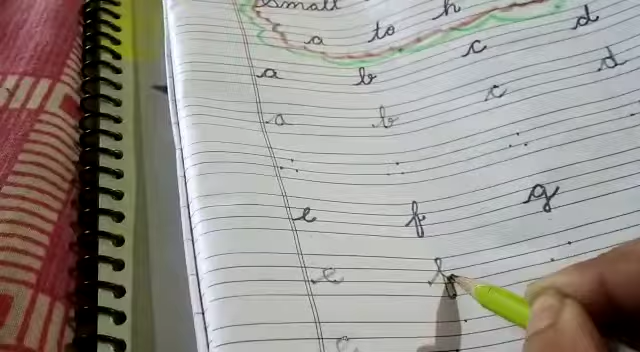 Small
a to h
a b c d
a b c d
e f g
e f
e